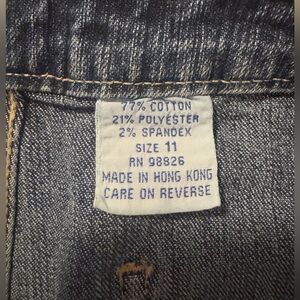 77% COTTON
21% POLYESTER
2% SPANDEX
SIZE 11
RN 98826
MADE IN HONG KONG
CARE ON REVERSE